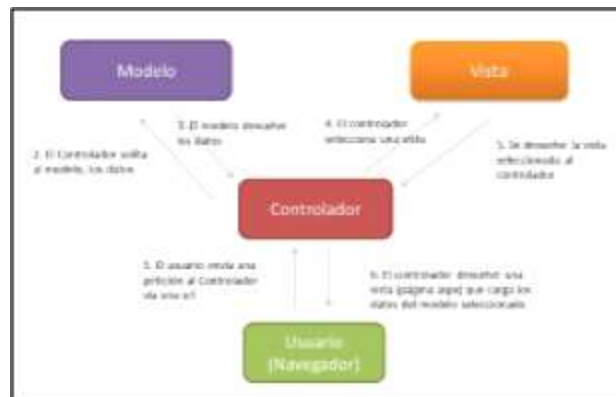 Modelo
Vista
3. El modelo devuelve
los datos
4. El controlador
selecciona una vista
2. El Controlador solicita
al modelo, los datos
5. Se devuelve la vista
seleccionada al
controlador
Controlador
1. El usuario envía una
petición al Controlador
vía una url
6. El controlador devuelve una
vista (página aspx) que carga los
datos del modelo seleccionado
Usuario
(Navegador)